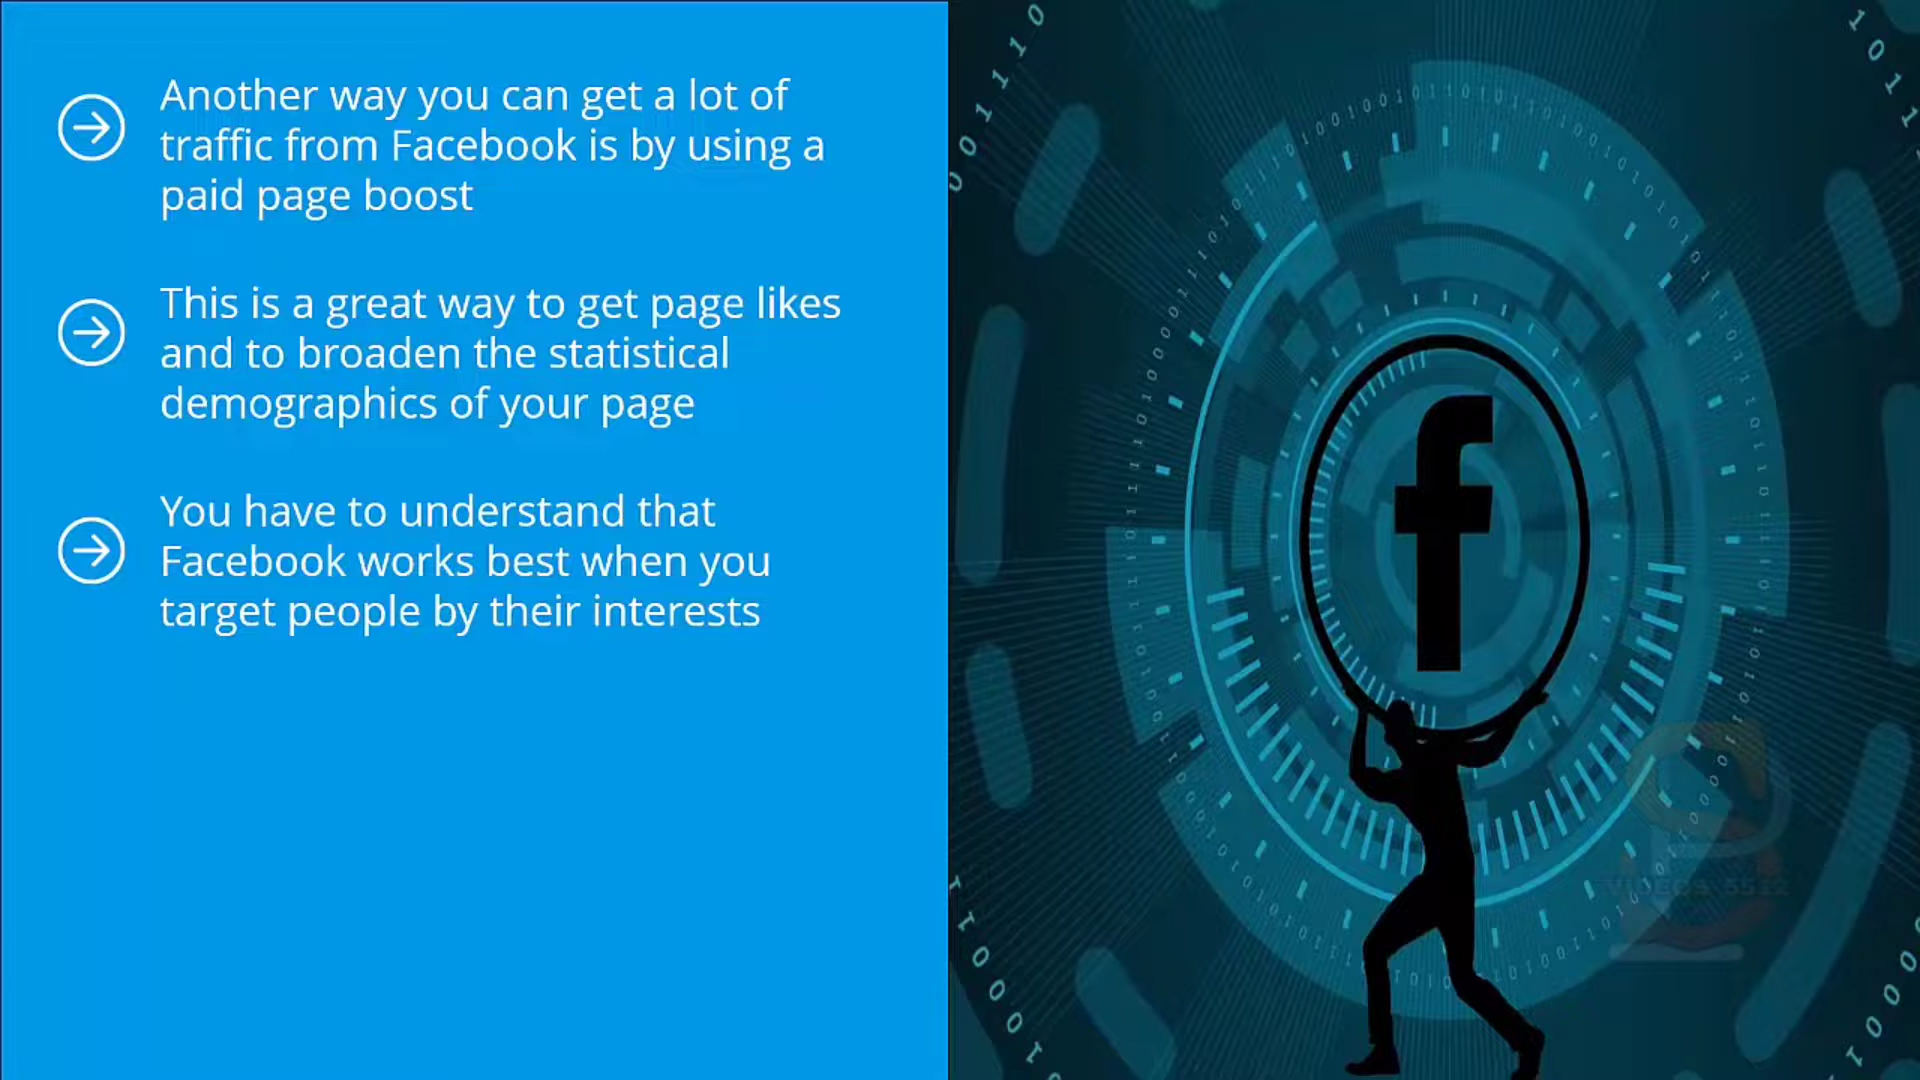 Another way you can get a lot of
traffic from Facebook is by using a
paid page boost
This is a great way to get page likes
and to broaden the statistical
demographics of your page
You have to understand that
Facebook works best when you
target people by their interests
f